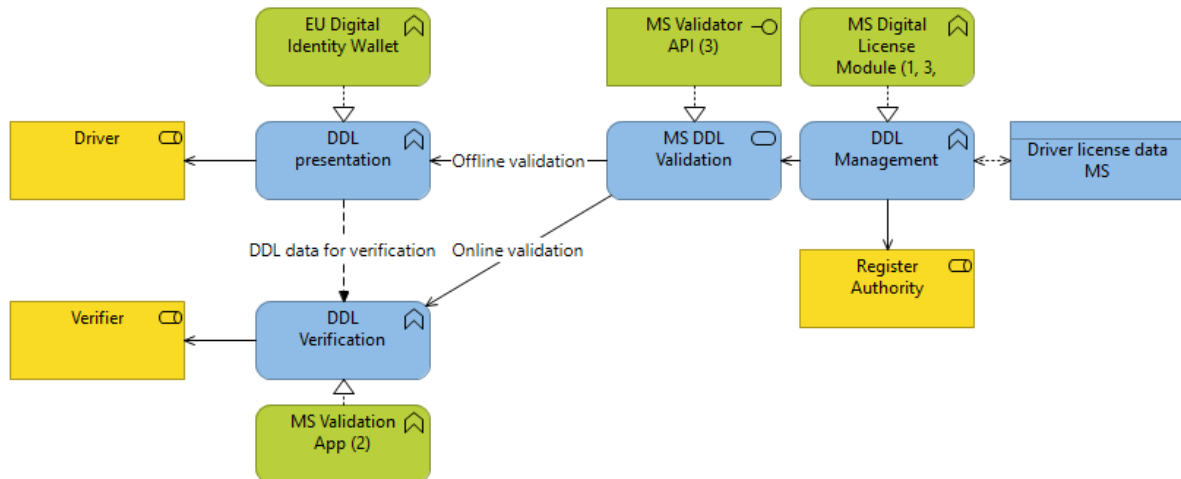 EU Digital
Identity Wallet
MS Validator
API (3)
MS Digital
License
Module (1, 3,
Driver
DDL
presentation
Offline validation
MS DDL
Validation
DDL
Management
Driver license data
MS
DDL data for verification
Online validation
Register
Authority
Verifier
DDL
Verification
MS Validation
App (2)